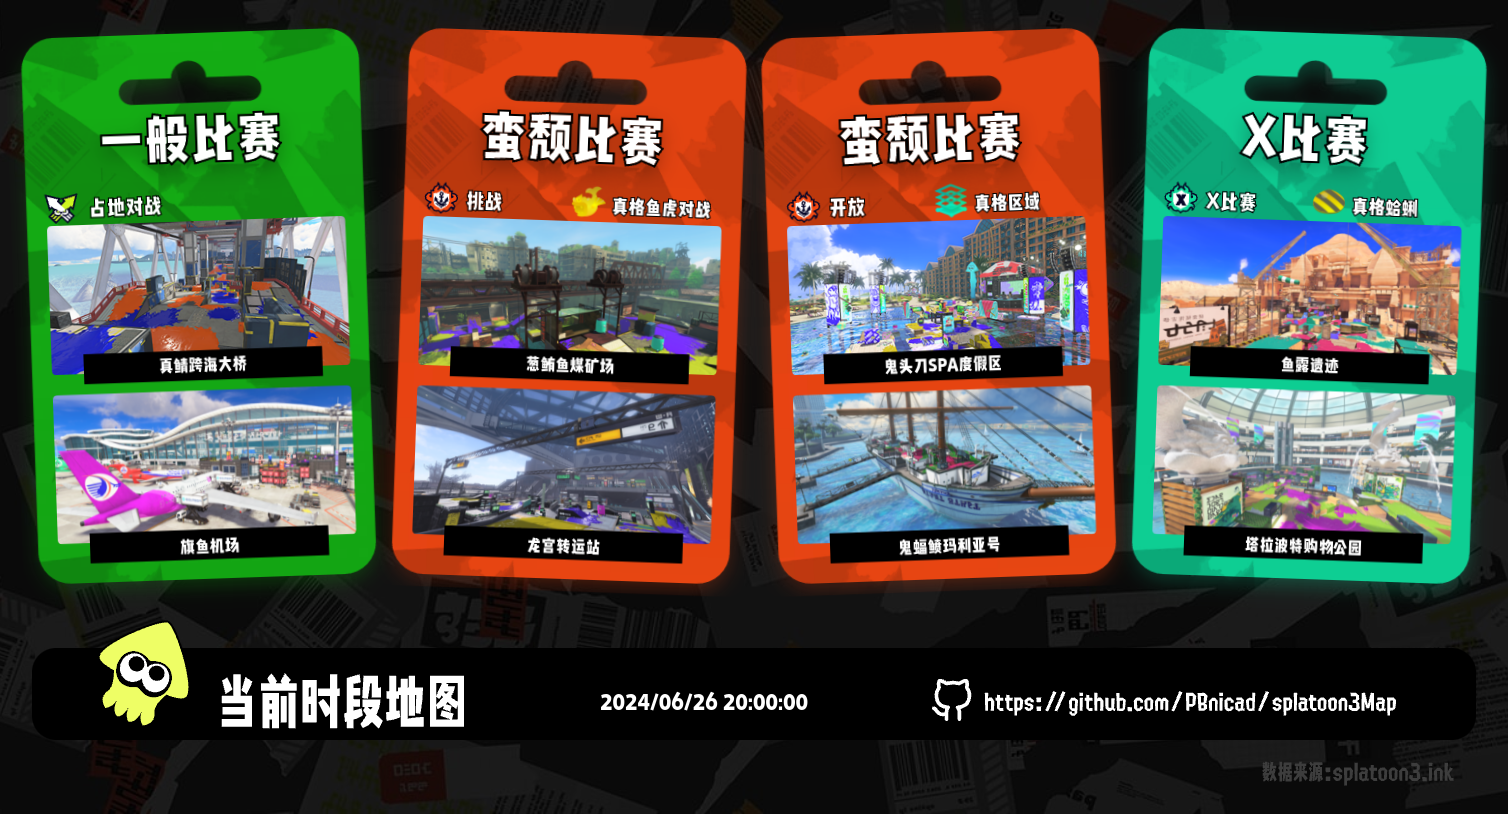 一般比赛
占地对战
真鲭跨海大桥
旗鱼机场
蛮颓比赛
挑战
真格鱼虎对战
葱鲔鱼煤矿场
龙宫转运站
蛮颓比赛
开放
真格区域
鬼头刀SPA度假区
鬼蝠鲼玛利亚号
X比赛
X比赛
真格蛤蜊
鱼露遗迹
塔拉波特购物公园
当前时段地图
2024/06/26 20:00:00
https://github.com/PBnicad/splatoon3Map
数据来源:splatoon3.ink